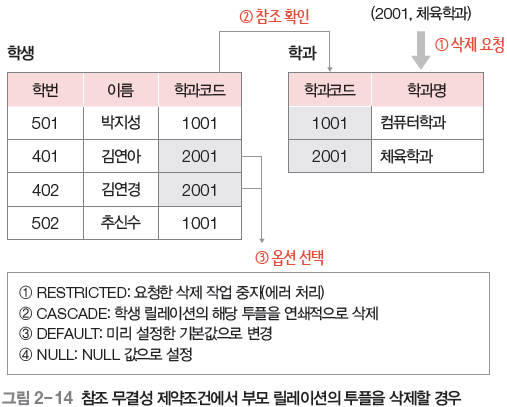 ② 참조 확인
(2001, 체육학과)
① 삭제 요청
학생
학과
학번 이름 학과코드
501 박지성 1001
401 김연아 2001
402 김연경 2001
502 추신수 1001
학과코드 학과명
1001 컴퓨터학과
2001 체육학과
③ 옵션 선택
① RESTRICTED: 요청한 삭제 작업 중지(에러 처리)
② CASCADE: 학생 릴레이션의 해당 투플을 연쇄적으로 삭제
③ DEFAULT: 미리 설정한 기본값으로 변경
④ NULL: NULL 값으로 설정
그림 2-14 참조 무결성 제약조건에서 부모 릴레이션의 투플을 삭제할 경우